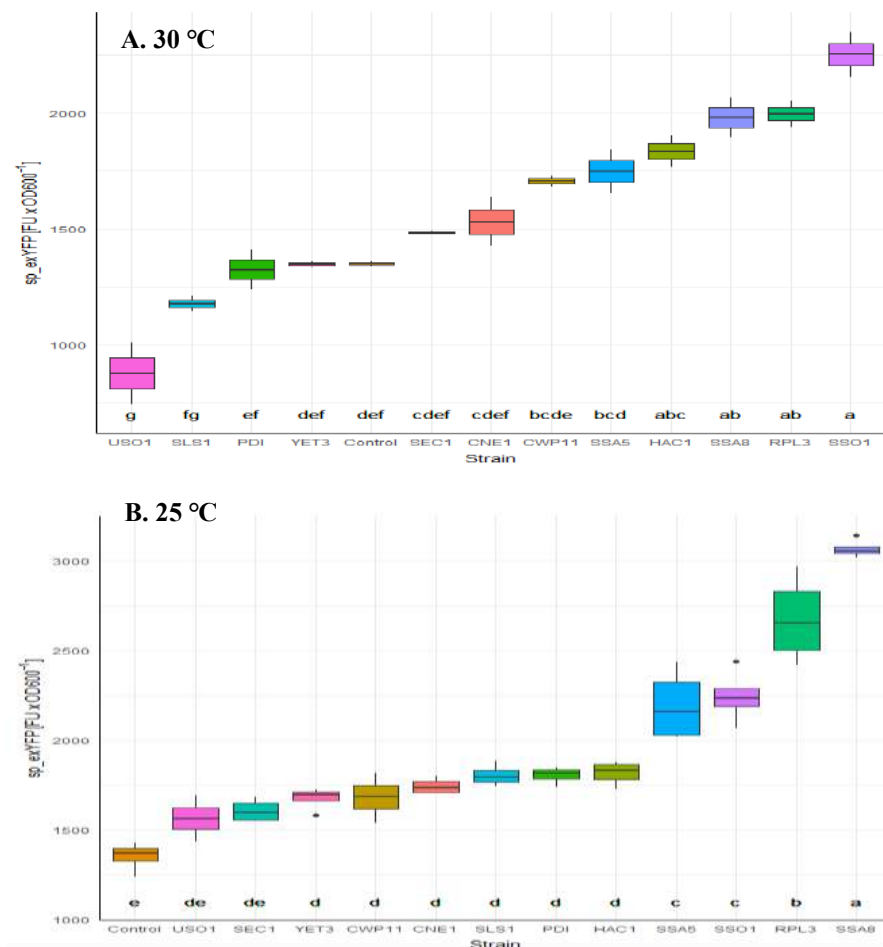 A. 30 °C
2000
1500
1000
sp_exYFP[FU x OD600⁻¹]
g fg ef def def cdef cdef bcde bcd abc ab ab a
USO1 SLS1 PDI YET3 Control SEC1 CNE1 CWP11 SSA5 HAC1 SSA8 RPL3 SSO1
Strain
B. 25 °C
3000
2500
2000
1500
1000
sp_exYFP[FU x OD600⁻¹]
e de de d d d d d d c c b a
Control USO1 SEC1 YET3 CWP11 CNE1 SLS1 PDI HAC1 SSA5 SSO1 RPL3 SSA8
Strain